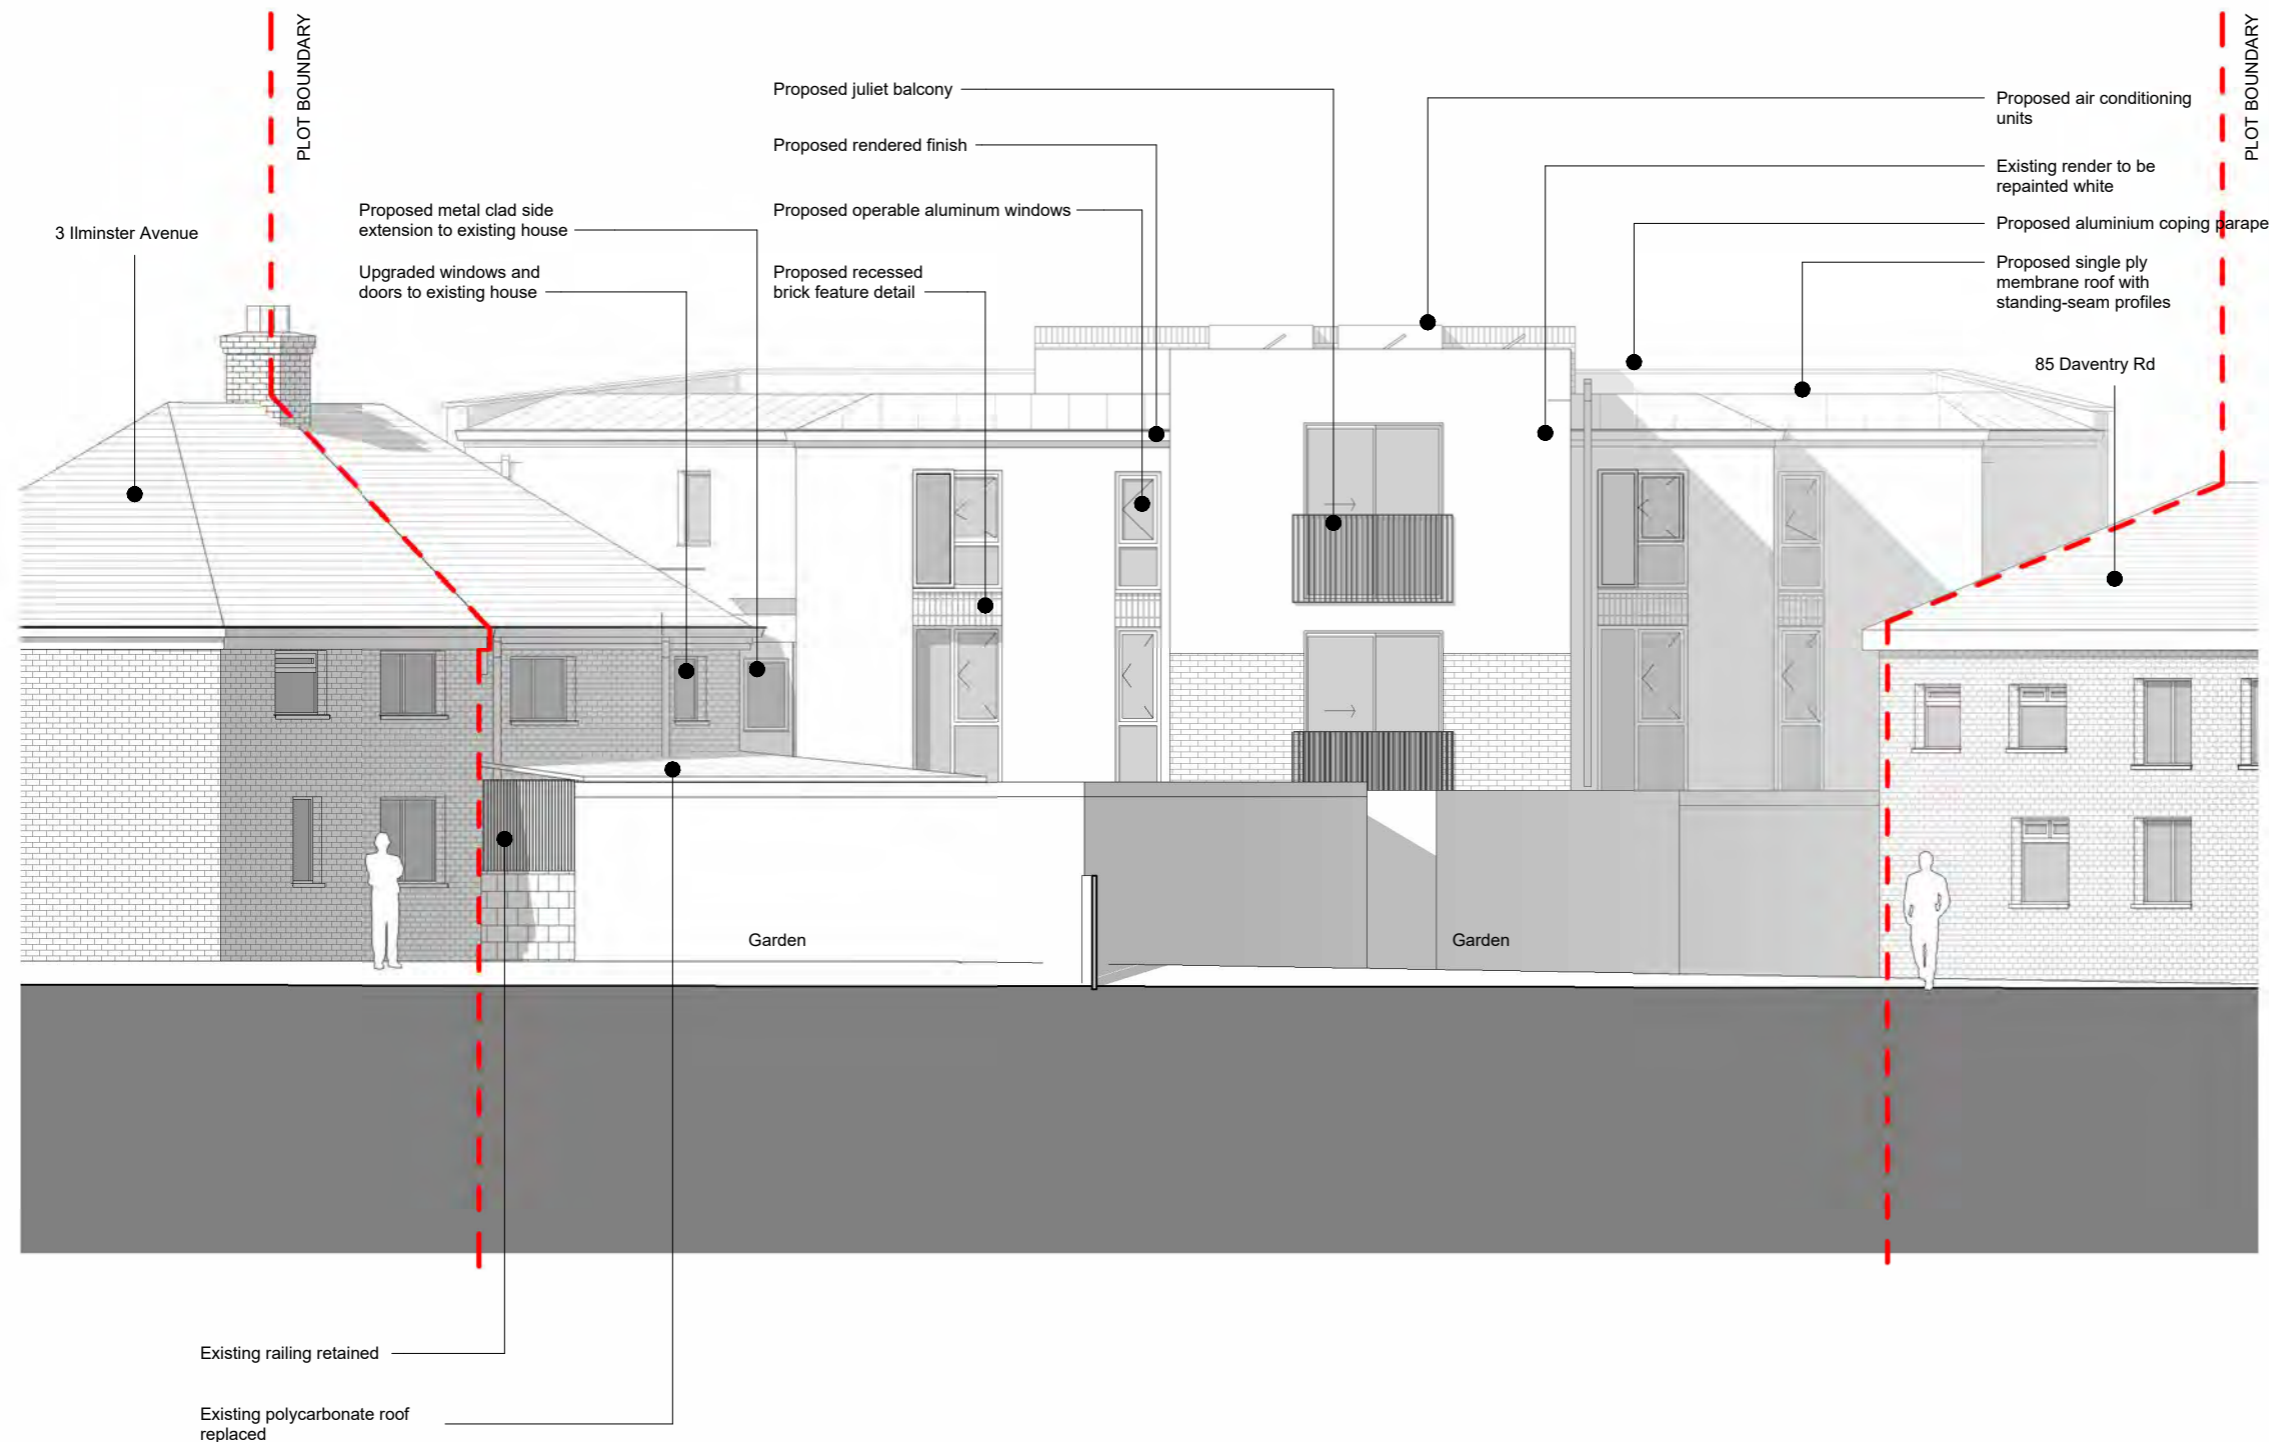 PLOT BOUNDARY
PLOT BOUNDARY
Proposed juliet balcony
Proposed air conditioning
units
Proposed rendered finish
Existing render to be
repainted white
3 Ilminster Avenue
Proposed metal clad side
extension to existing house
Proposed operable aluminum windows
Proposed aluminium coping parape
Upgraded windows and
doors to existing house
Proposed recessed
brick feature detail
Proposed single ply
membrane roof with
standing-seam profiles
85 Daventry Rd
Garden
Garden
Existing railing retained
Existing polycarbonate roof
replaced